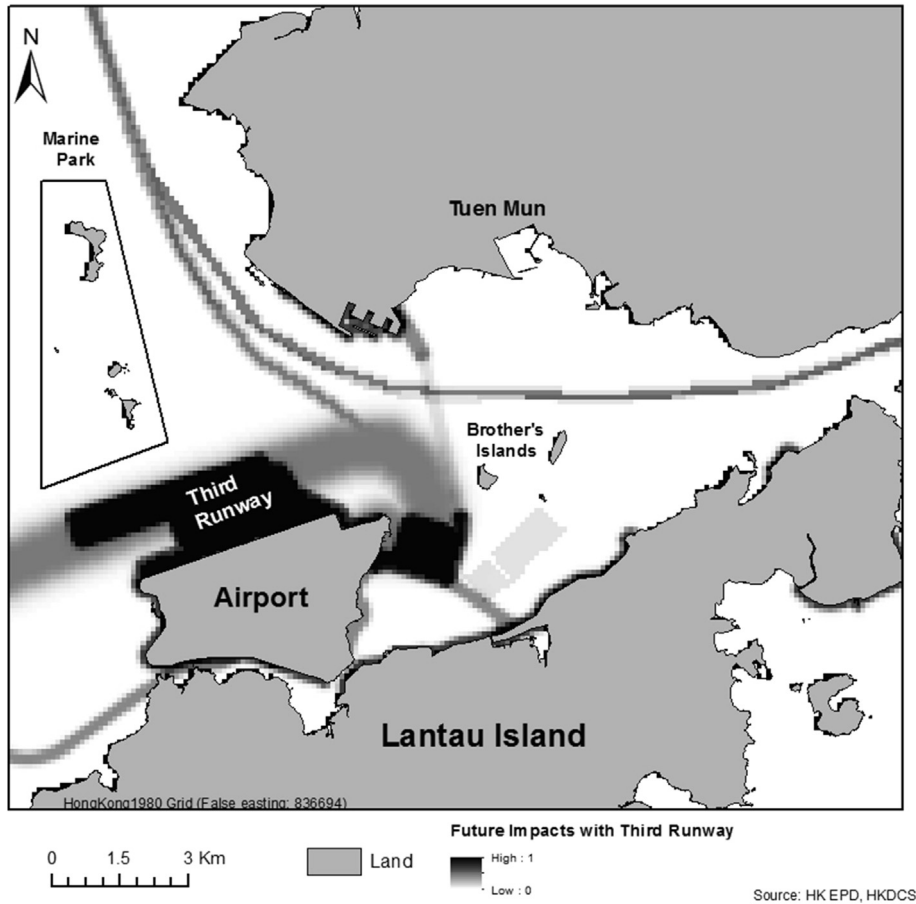 N
Marine
Park
Tuen Mun
Brother's
Islands
Third
Runway
Airport
Lantau Island
HongKong1980 Grid (False easting: 836694)
Future Impacts with Third Runway
0 1.5 3 Km
Land
High : 1
Low : 0
Source: HK EPD, HKDCS